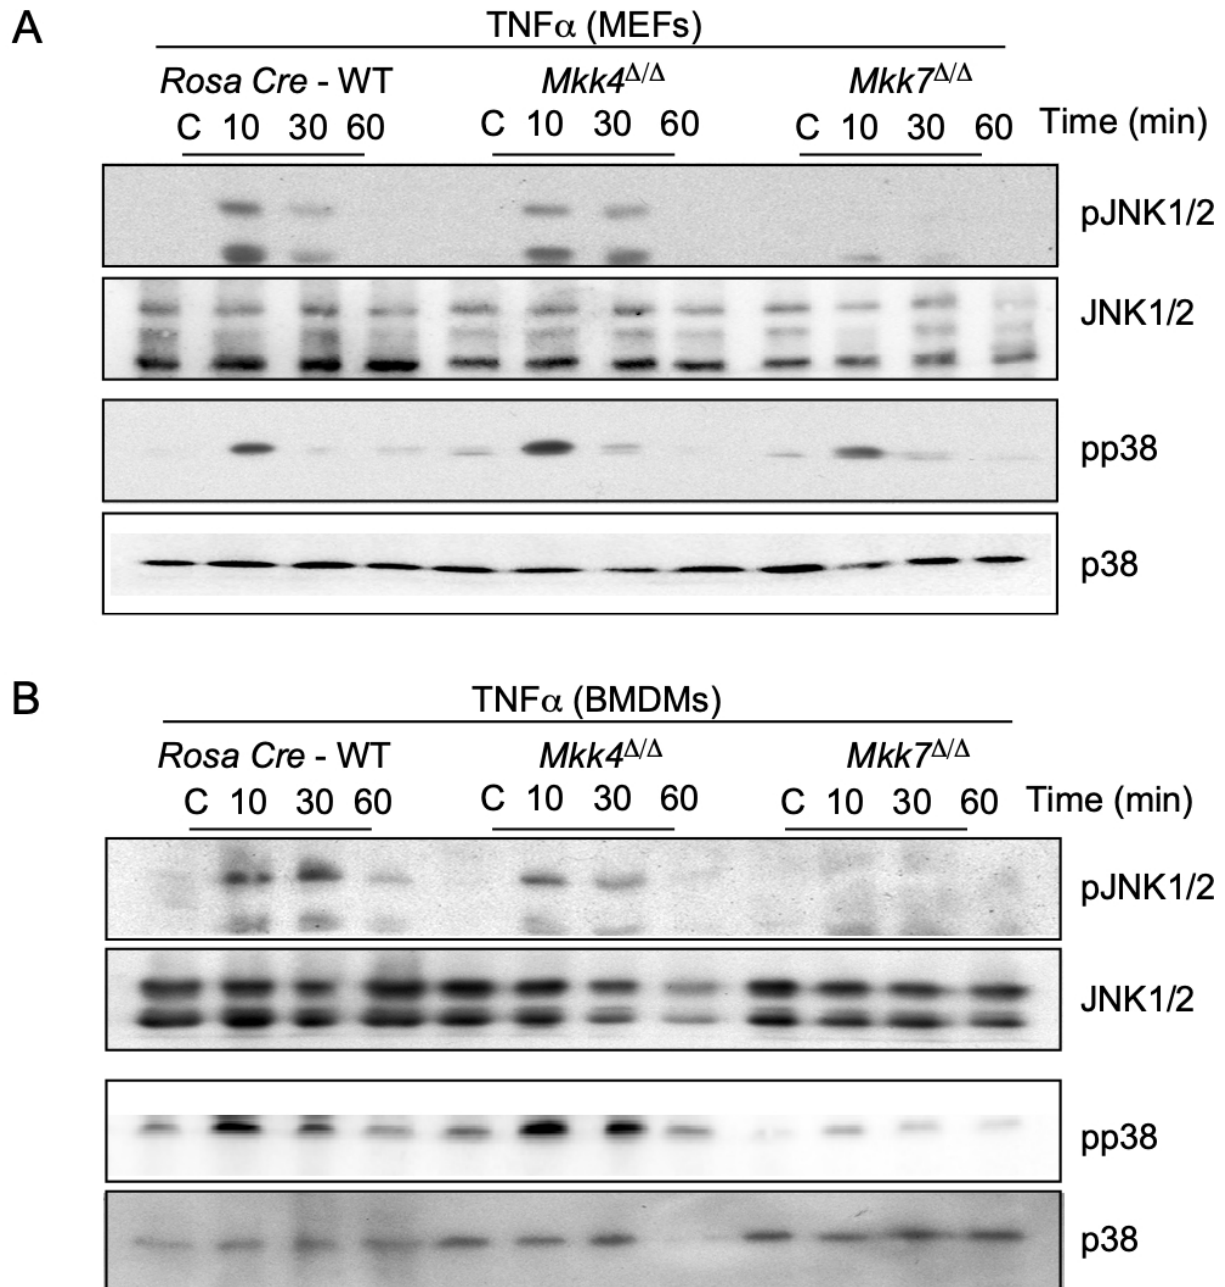 A
TNFα (MEFs)
Rosa Cre - WT Mkk4Δ/Δ Mkk7Δ/Δ
C 10 30 60 C 10 30 60 C 10 30 60 Time (min)
pJNK1/2
JNK1/2
pp38
p38
B
TNFα (BMDMs)
Rosa Cre - WT Mkk4Δ/Δ Mkk7Δ/Δ
C 10 30 60 C 10 30 60 C 10 30 60 Time (min)
pJNK1/2
JNK1/2
pp38
p38